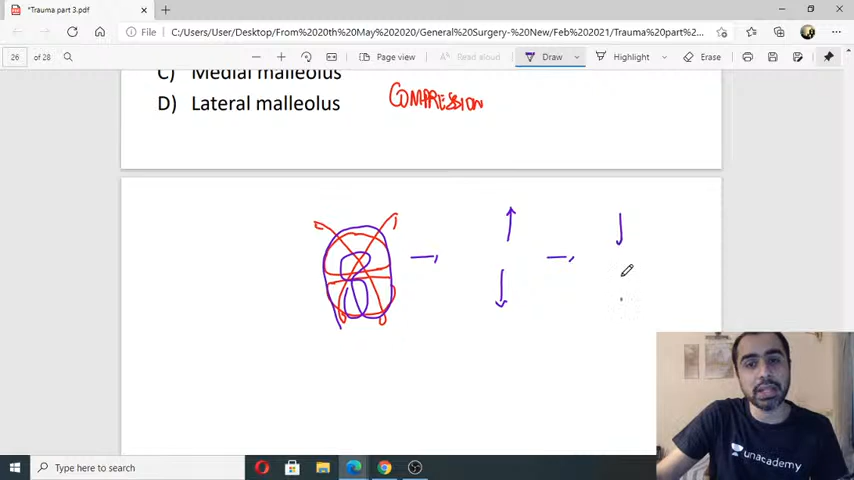 *Trauma part 3.pdf
File
C:/Users/User/Desktop/From%2020th%20May%202020/General%20Surgery-%20New/Feb%202021/Trauma%20part%...
26 of 28
Page view
Read aloud
Draw
Highlight
Erase
C) Medial malleolus
D) Lateral malleolus
COMPRESSION
unacademy
Type here to search